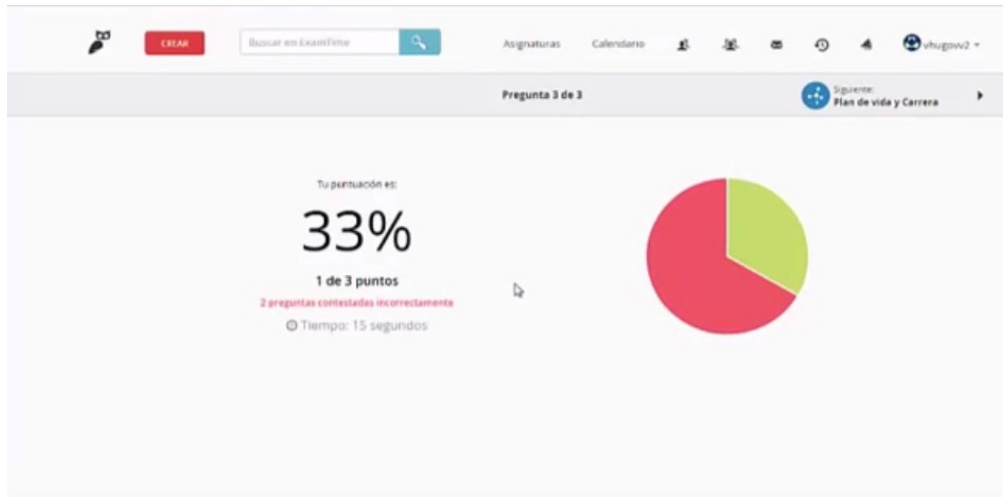 CREAR
Buscar en ExamTime
Asignaturas
Calendario
vhugovv2
Pregunta 3 de 3
Siguiente:
Plan de vida y Carrera
Tu puntuación es:
33%
1 de 3 puntos
2 preguntas contestadas incorrectamente
Tiempo: 15 segundos